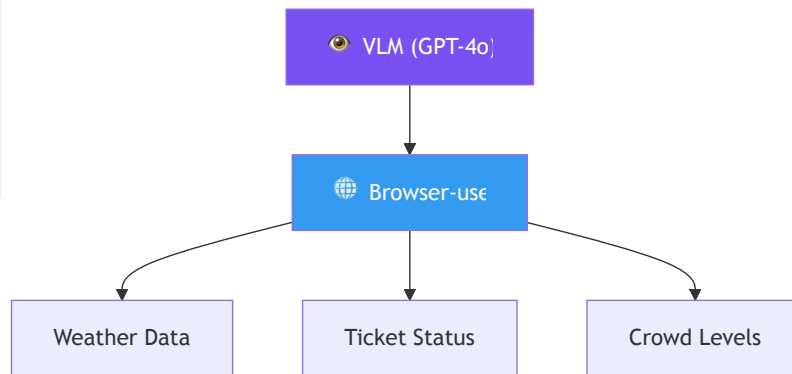 👁️ VLM (GPT-4o)
🌐 Browser-use
Weather Data
Ticket Status
Crowd Levels